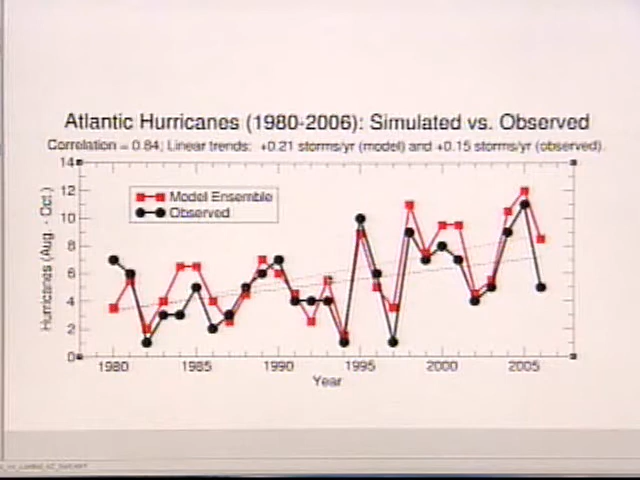 Atlantic Hurricanes (1980-2006): Simulated vs. Observed
Correlation = 0.84; Linear trends: +0.21 storms/yr (model) and +0.15 storms/yr (observed)
14
12
10
8
6
4
2
0
Hurricanes (Aug. - Oct.)
Model Ensemble
Observed
1980 1985 1990 1995 2000 2005
Year